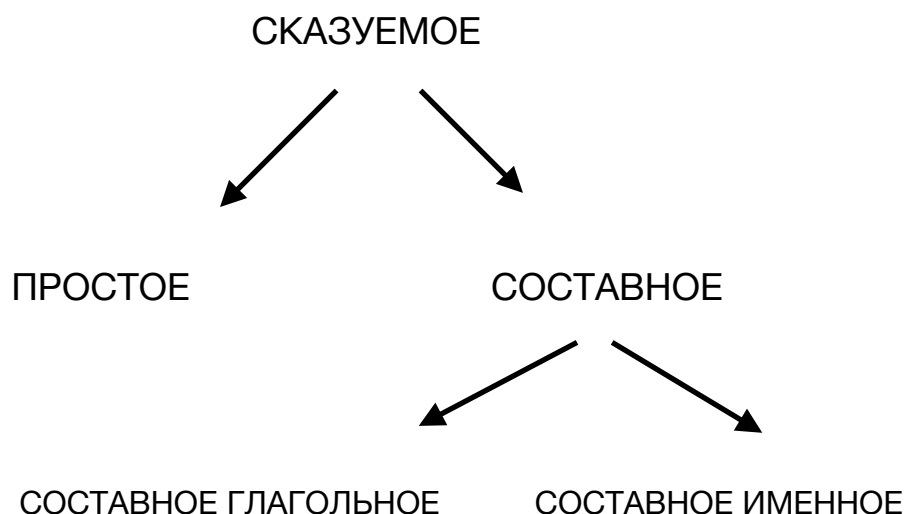 СКАЗУЕМОЕ
ПРОСТОЕ СОСТАВНОЕ
СОСТАВНОЕ ГЛАГОЛЬНОЕ СОСТАВНОЕ ИМЕННОЕ